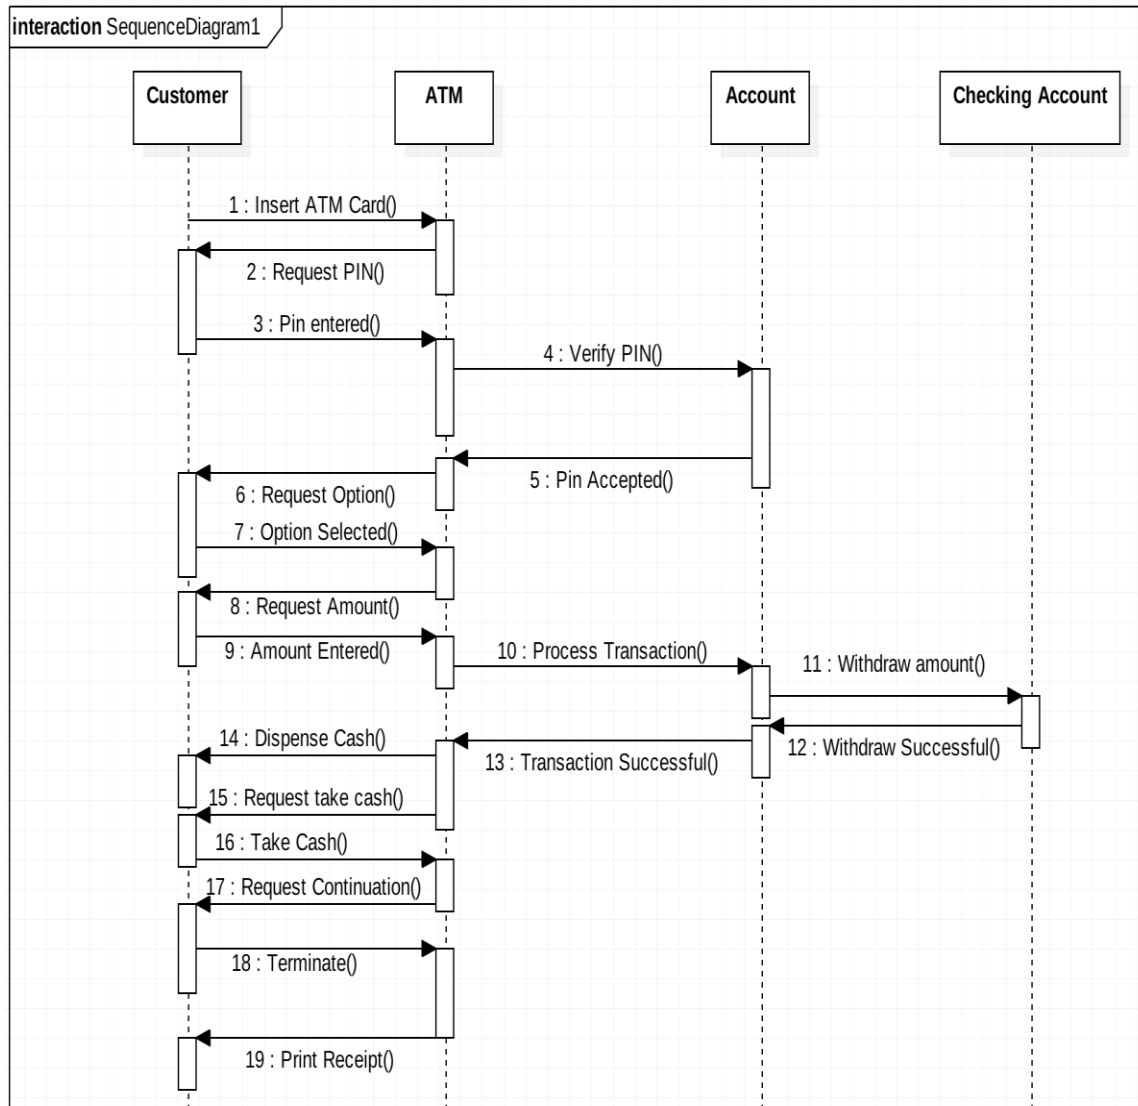 interaction SequenceDiagram1
Customer
ATM
Account
Checking Account
1 : Insert ATM Card()
2 : Request PIN()
3 : Pin entered()
4 : Verify PIN()
5 : Pin Accepted()
6 : Request Option()
7 : Option Selected()
8 : Request Amount()
9 : Amount Entered()
10 : Process Transaction()
11 : Withdraw amount()
12 : Withdraw Successful()
13 : Transaction Successful()
14 : Dispense Cash()
15 : Request take cash()
16 : Take Cash()
17 : Request Continuation()
18 : Terminate()
19 : Print Receipt()